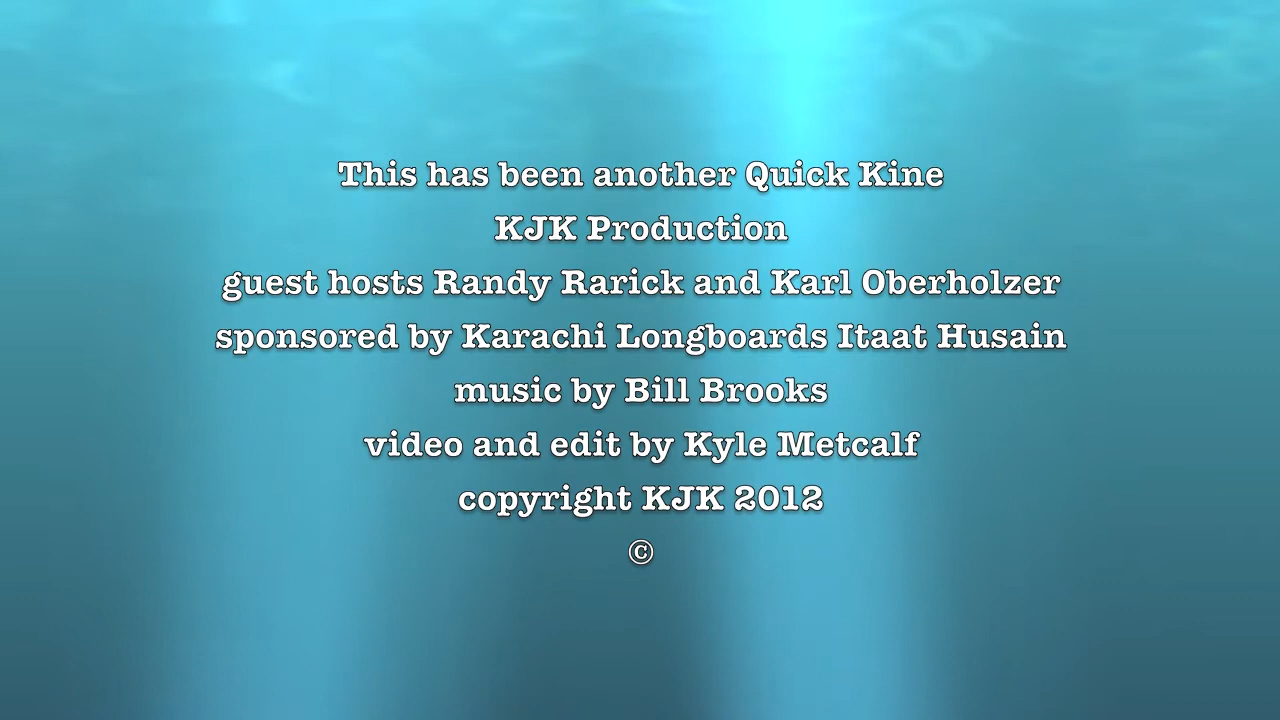 This has been another Quick Kine
KJK Production
guest hosts Randy Rarick and Karl Oberholzer
sponsored by Karachi Longboards Itaat Husain
music by Bill Brooks
video and edit by Kyle Metcalf
copyright KJK 2012
©